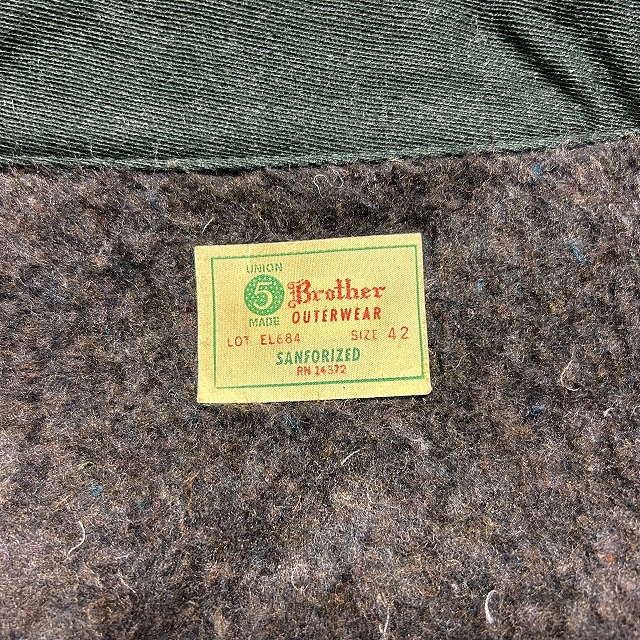 UNION
5 Brother
MADE
OUTERWEAR
LOT EL684 SIZE 42
SANFORIZED
RN 14372